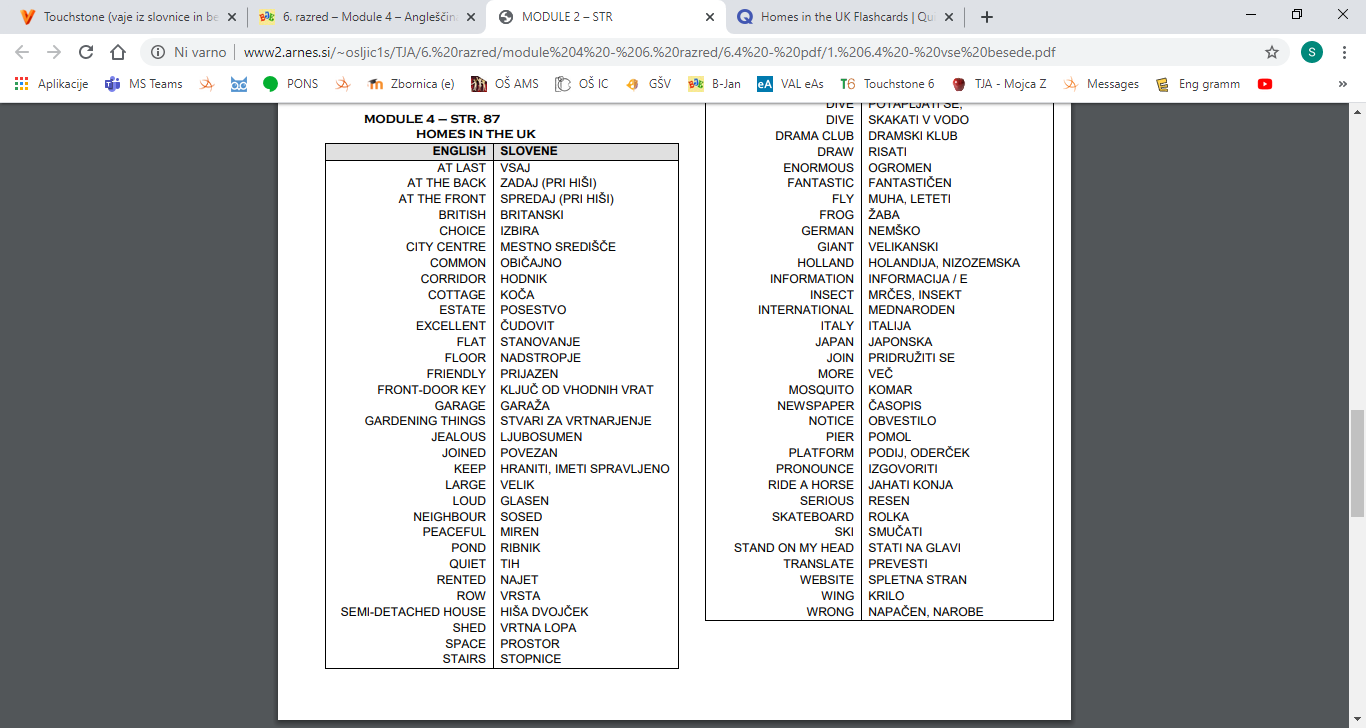 Touchstone (vaje iz slovnice in be
6. razred – Module 4 – Angleščin
MODULE 2 – STR
Homes in the UK Flashcards | Qui
Ni varno
www2.arnes.si/~osljic1s/TJA/6.%20razred/module%204%20-%206.%20razred/6.4%20-%20pdf/1.%206.4%20-%20vse%20besede.pdf
S
Aplikacije
MS Teams
PONS
Zbornica (e)
OŠ AMS
OŠ IC
GŠV
B-Jan
eA VAL eAs
T6 Touchstone 6
TJA - Mojca Z
Messages
Eng gramm
»
MODULE 4 – STR. 87
HOMES IN THE UK
ENGLISH SLOVENE
AT LAST VSAJ
AT THE BACK ZADAJ (PRI HIŠI)
AT THE FRONT SPREDAJ (PRI HIŠI)
BRITISH BRITANSKI
CHOICE IZBIRA
CITY CENTRE MESTNO SREDIŠČE
COMMON OBIČAJNO
CORRIDOR HODNIK
COTTAGE KOČA
ESTATE POSESTVO
EXCELLENT ČUDOVIT
FLAT STANOVANJE
FLOOR NADSTROPJE
FRIENDLY PRIJAZEN
FRONT-DOOR KEY KLJUČ OD VHODNIH VRAT
GARAGE GARAŽA
GARDENING THINGS STVARI ZA VRTNARJENJE
JEALOUS LJUBOSUMEN
JOINED POVEZAN
KEEP HRANITI, IMETI SPRAVLJENO
LARGE VELIK
LOUD GLASEN
NEIGHBOUR SOSED
PEACEFUL MIREN
POND RIBNIK
QUIET TIH
RENTED NAJET
ROW VRSTA
SEMI-DETACHED HOUSE HIŠA DVOJČEK
SHED VRTNA LOPA
SPACE PROSTOR
STAIRS STOPNICE
DIVE POTAPLJATI SE,
DIVE SKAKATI V VODO
DRAMA CLUB DRAMSKI KLUB
DRAW RISATI
ENORMOUS OGROMEN
FANTASTIC FANTASTIČEN
FLY MUHA, LETETI
FROG ŽABA
GERMAN NEMŠKO
GIANT VELIKANSKI
HOLLAND HOLANDIJA, NIZOZEMSKA
INFORMATION INFORMACIJA / E
INSECT MRČES, INSEKT
INTERNATIONAL MEDNARODEN
ITALY ITALIJA
JAPAN JAPONSKA
JOIN PRIDRUŽITI SE
MORE VEČ
MOSQUITO KOMAR
NEWSPAPER ČASOPIS
NOTICE OBVESTILO
PIER POMOL
PLATFORM PODIJ, ODERČEK
PRONOUNCE IZGOVORITI
RIDE A HORSE JAHATI KONJA
SERIOUS RESEN
SKATEBOARD ROLKA
SKI SMUČATI
STAND ON MY HEAD STATI NA GLAVI
TRANSLATE PREVESTI
WEBSITE SPLETNA STRAN
WING KRILO
WRONG NAPAČEN, NAROBE